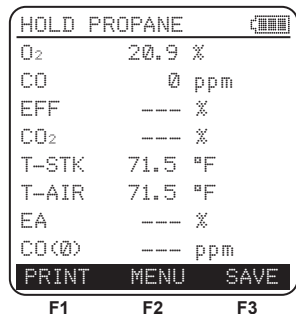 HOLD PROPANE
O₂ 20.9 %
CO 0 ppm
EFF --- %
CO₂ --- %
T-STK 71.5 °F
T-AIR 71.5 °F
EA --- %
CO(0) --- ppm
PRINT MENU SAVE
F1 F2 F3